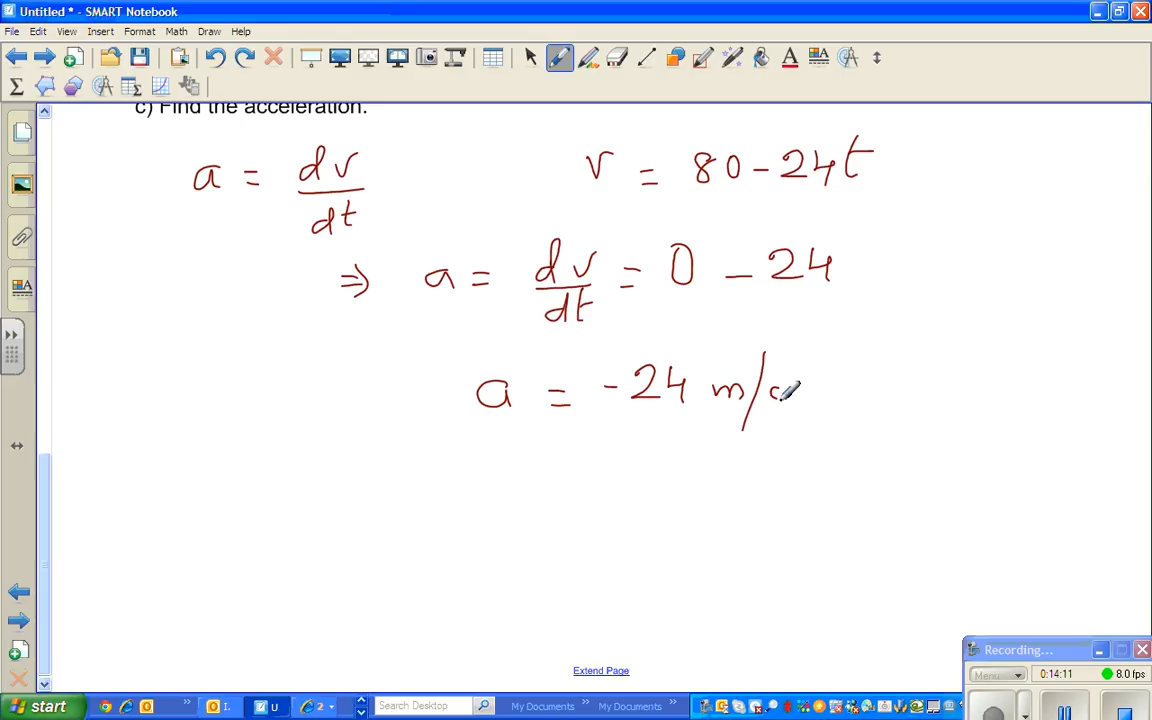 Untitled * - SMART Notebook
File Edit View Insert Format Math Draw Help
c) Find the acceleration.
a = dv/dt v = 80 - 24t
⇒ a = dv/dt = 0 - 24
a = -24 m/
Extend Page
Recording...
Menu 0:14:11 8.0 fps
start O I. U 2 Search Desktop My Documents » My Documents »